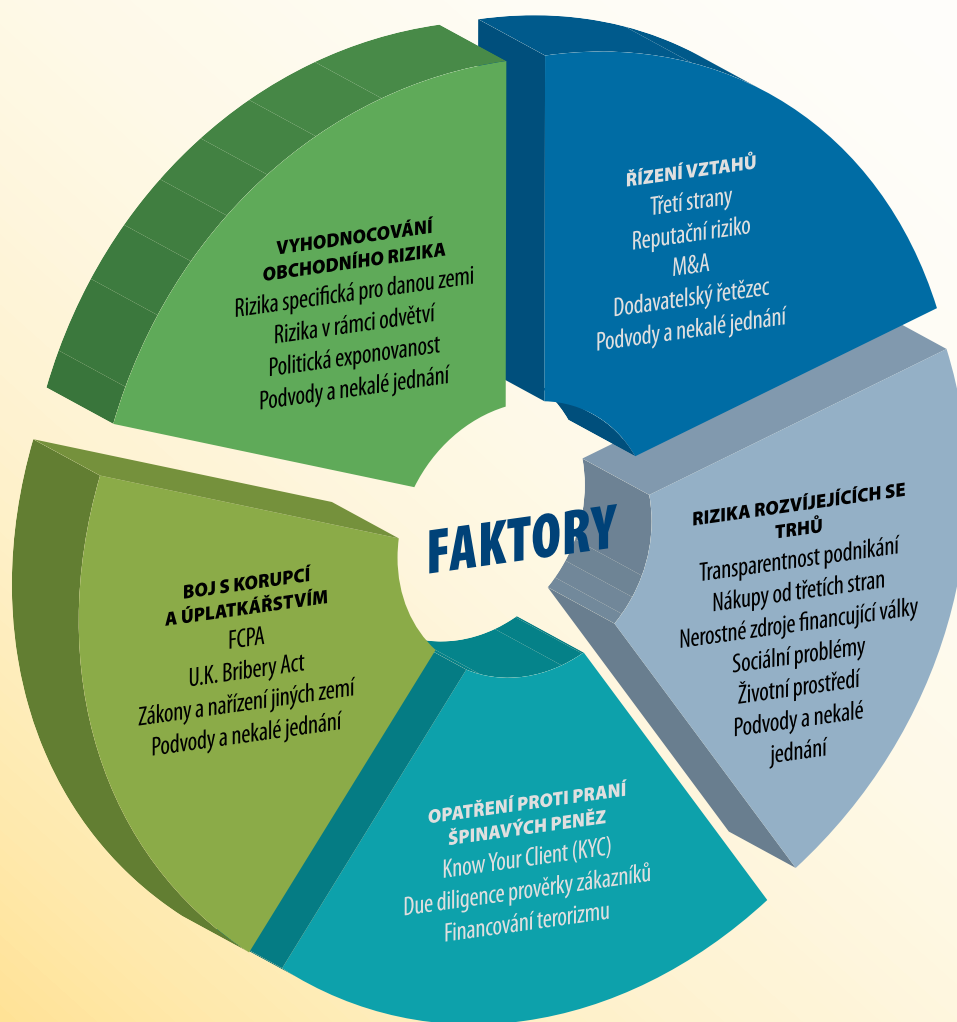 VYHODNOCOVÁNÍ
OBCHODNÍHO RIZIKA
Rizika specifická pro danou zemi
Rizika v rámci odvětví
Politická exponovanost
Podvody a nekalé jednání
ŘÍZENÍ VZTAHŮ
Třetí strany
Reputační riziko
M&A
Dodavatelský řetězec
Podvody a nekalé jednání
FAKTORY
RIZIKA ROZVÍJEJÍCÍCH SE
TRHŮ
Transparentnost podnikání
Nákupy od třetích stran
Nerostné zdroje financující války
Sociální problémy
Životní prostředí
Podvody a nekalé
jednání
BOJ S KORUPCÍ
A ÚPLATKÁŘSTVÍM
FCPA
U.K. Bribery Act
Zákony a nařízení jiných zemí
Podvody a nekalé jednání
OPATŘENÍ PROTI PRANÍ
ŠPINAVÝCH PENĚZ
Know Your Client (KYC)
Due diligence prověrky zákazníků
Financování terorizmu